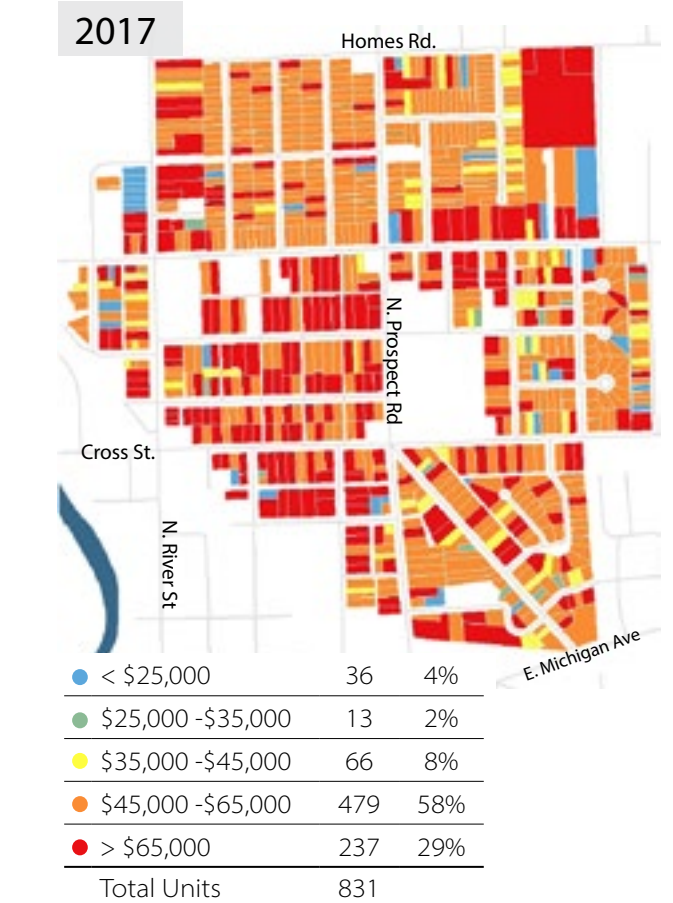 2017
Homes Rd.
N. Prospect Rd
Cross St.
N. River St
E. Michigan Ave
< $25,000 36 4%
$25,000 -$35,000 13 2%
$35,000 -$45,000 66 8%
$45,000 -$65,000 479 58%
> $65,000 237 29%
Total Units 831